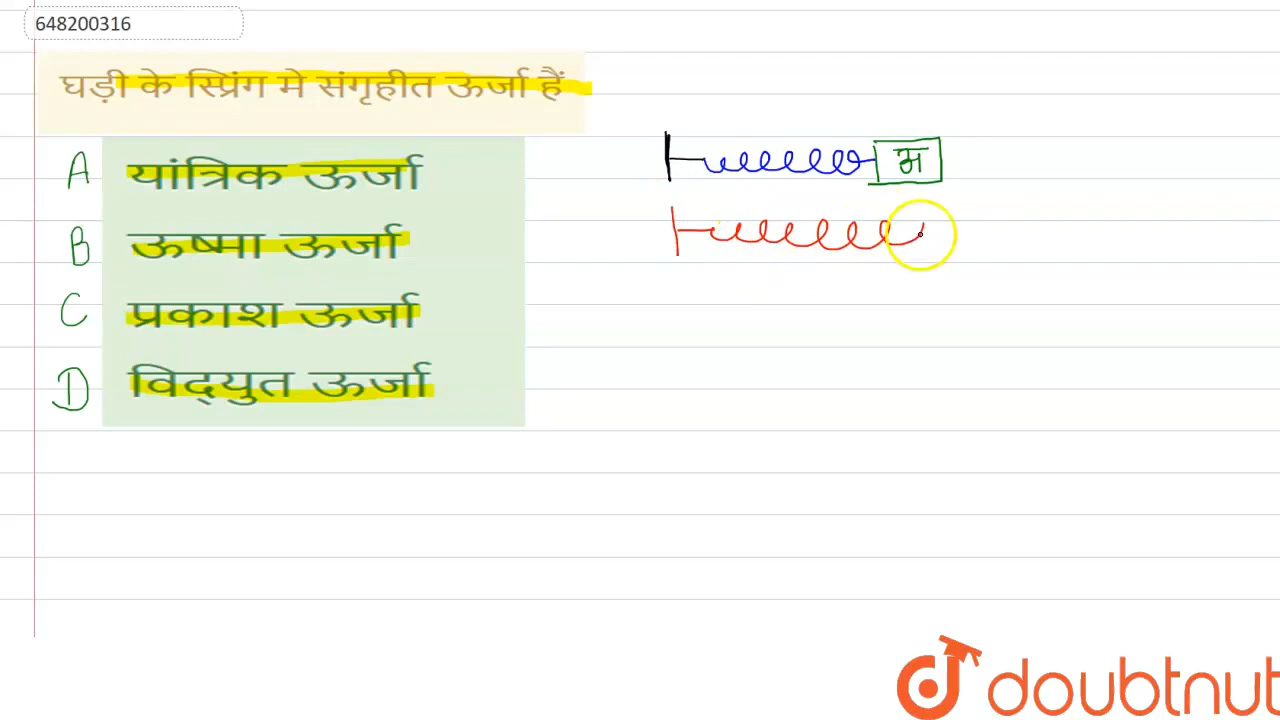 648200316
घड़ी के स्प्रिंग मे संगृहीत ऊर्जा हैं
A यांत्रिक ऊर्जा
B ऊष्मा ऊर्जा
C प्रकाश ऊर्जा
D विद्युत ऊर्जा
म
doubtnut